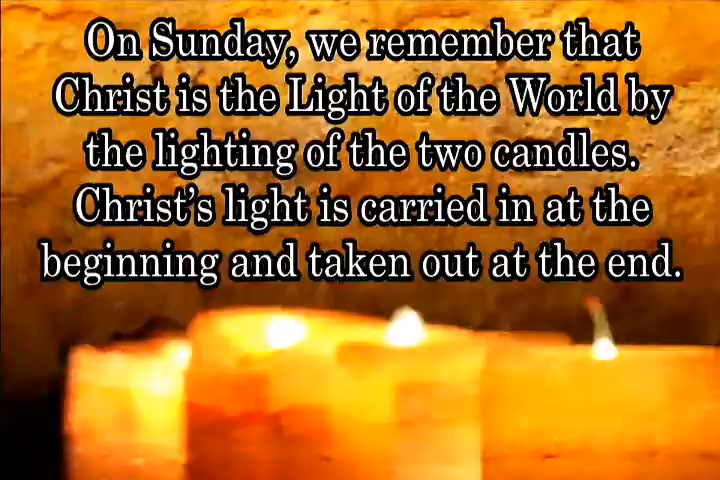 On Sunday, we remember that
Christ is the Light of the World by
the lighting of the two candles.
Christ’s light is carried in at the
beginning and taken out at the end.